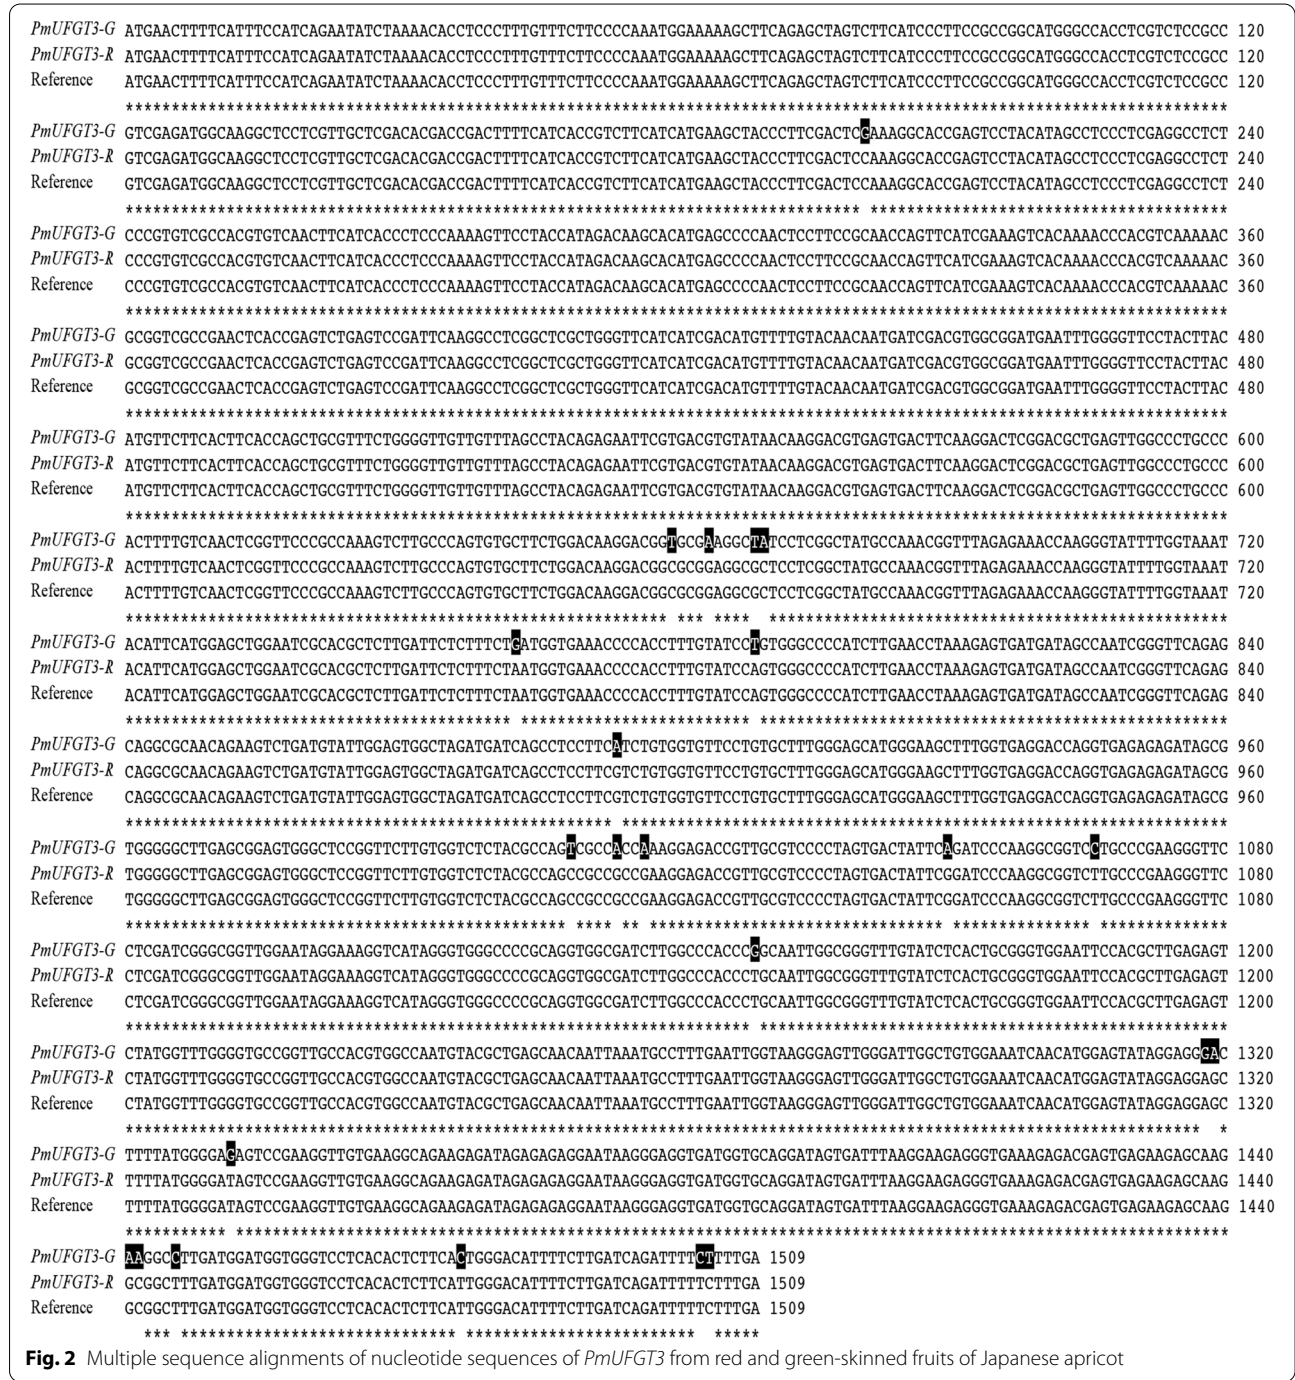 PmUFGT3-G ATGAACTTTTCATTTCCATCAGAATATCTAAAACACCTCCCTTTGTTTCTTCCCCAAATGGAAAAAGCTTCAGAGCTAGTCTTCATCCCTTCCGCCGGCATGGGCCACCTCGTCTCCGCC 120
PmUFGT3-R ATGAACTTTTCATTTCCATCAGAATATCTAAAACACCTCCCTTTGTTTCTTCCCCAAATGGAAAAAGCTTCAGAGCTAGTCTTCATCCCTTCCGCCGGCATGGGCCACCTCGTCTCCGCC 120
Reference ATGAACTTTTCATTTCCATCAGAATATCTAAAACACCTCCCTTTGTTTCTTCCCCAAATGGAAAAAGCTTCAGAGCTAGTCTTCATCCCTTCCGCCGGCATGGGCCACCTCGTCTCCGCC 120
PmUFGT3-G GTCGAGATGGCAAGGCTCCTCGTTGCTCGACACGACCGACTTTTCATCACCGTCTTCATCATGAAGCTACCCTTCGACTCGAAAGGCACCGAGTCCTACATAGCCTCCCTCGAGGCCTCT 240
PmUFGT3-R GTCGAGATGGCAAGGCTCCTCGTTGCTCGACACGACCGACTTTTCATCACCGTCTTCATCATGAAGCTACCCTTCGACTCCAAAGGCACCGAGTCCTACATAGCCTCCCTCGAGGCCTCT 240
Reference GTCGAGATGGCAAGGCTCCTCGTTGCTCGACACGACCGACTTTTCATCACCGTCTTCATCATGAAGCTACCCTTCGACTCCAAAGGCACCGAGTCCTACATAGCCTCCCTCGAGGCCTCT 240
PmUFGT3-G CCCGTGTCGCCACGTGTCAACTTCATCACCCTCCCAAAAGTTCCTACCATAGACAAGCACATGAGCCCCAACTCCTTCCGCAACCAGTTCATCGAAAGTCACAAAACCCACGTCAAAAAC 360
PmUFGT3-R CCCGTGTCGCCACGTGTCAACTTCATCACCCTCCCAAAAGTTCCTACCATAGACAAGCACATGAGCCCCAACTCCTTCCGCAACCAGTTCATCGAAAGTCACAAAACCCACGTCAAAAAC 360
Reference CCCGTGTCGCCACGTGTCAACTTCATCACCCTCCCAAAAGTTCCTACCATAGACAAGCACATGAGCCCCAACTCCTTCCGCAACCAGTTCATCGAAAGTCACAAAACCCACGTCAAAAAC 360
PmUFGT3-G GCGGTCGCCGAACTCACCGAGTCTGAGTCCGATTCAAGGCCTCGGCTCGCTGGGTTCATCATCGACATGTTTTGTACAACAATGATCGACGTGGCGGATGAATTTGGGGTTCCTACTTAC 480
PmUFGT3-R GCGGTCGCCGAACTCACCGAGTCTGAGTCCGATTCAAGGCCTCGGCTCGCTGGGTTCATCATCGACATGTTTTGTACAACAATGATCGACGTGGCGGATGAATTTGGGGTTCCTACTTAC 480
Reference GCGGTCGCCGAACTCACCGAGTCTGAGTCCGATTCAAGGCCTCGGCTCGCTGGGTTCATCATCGACATGTTTTGTACAACAATGATCGACGTGGCGGATGAATTTGGGGTTCCTACTTAC 480
PmUFGT3-G ATGTTCTTCACTTCACCAGCTGCGTTTCTGGGGTTGTTGTTTAGCCTACAGAGAATTCGTGACGTGTATAACAAGGACGTGAGTGACTTCAAGGACTCGGACGCTGAGTTGGCCCTGCCC 600
PmUFGT3-R ATGTTCTTCACTTCACCAGCTGCGTTTCTGGGGTTGTTGTTTAGCCTACAGAGAATTCGTGACGTGTATAACAAGGACGTGAGTGACTTCAAGGACTCGGACGCTGAGTTGGCCCTGCCC 600
Reference ATGTTCTTCACTTCACCAGCTGCGTTTCTGGGGTTGTTGTTTAGCCTACAGAGAATTCGTGACGTGTATAACAAGGACGTGAGTGACTTCAAGGACTCGGACGCTGAGTTGGCCCTGCCC 600
PmUFGT3-G ACTTTTGTCAACTCGGTTCCCGCCAAAGTCTTGCCCAGTGTGCTTCTGGACAAGGACGGTGCGAAGGCTATCCTCGGCTATGCCAAACGGTTTAGAGAAACCAAGGGTATTTTGGTAAAT 720
PmUFGT3-R ACTTTTGTCAACTCGGTTCCCGCCAAAGTCTTGCCCAGTGTGCTTCTGGACAAGGACGGCGCGGAGGCGCTCCTCGGCTATGCCAAACGGTTTAGAGAAACCAAGGGTATTTTGGTAAAT 720
Reference ACTTTTGTCAACTCGGTTCCCGCCAAAGTCTTGCCCAGTGTGCTTCTGGACAAGGACGGCGCGGAGGCGCTCCTCGGCTATGCCAAACGGTTTAGAGAAACCAAGGGTATTTTGGTAAAT 720
PmUFGT3-G ACATTCATGGAGCTGGAATCGCACGCTCTTGATTCTCTTTCTGATGGTGAAACCCCACCTTTGTATCCTGTGGGCCCCATCTTGAACCTAAAGAGTGATGATAGCCAATCGGGTTCAGAG 840
PmUFGT3-R ACATTCATGGAGCTGGAATCGCACGCTCTTGATTCTCTTTCTAATGGTGAAACCCCACCTTTGTATCCAGTGGGCCCCATCTTGAACCTAAAGAGTGATGATAGCCAATCGGGTTCAGAG 840
Reference ACATTCATGGAGCTGGAATCGCACGCTCTTGATTCTCTTTCTAATGGTGAAACCCCACCTTTGTATCCAGTGGGCCCCATCTTGAACCTAAAGAGTGATGATAGCCAATCGGGTTCAGAG 840
PmUFGT3-G CAGGCGCAACAGAAGTCTGATGTATTGGAGTGGCTAGATGATCAGCCTCCTTCATCTGTGGTGTTCCTGTGCTTTGGGAGCATGGGAAGCTTTGGTGAGGACCAGGTGAGAGAGATAGCG 960
PmUFGT3-R CAGGCGCAACAGAAGTCTGATGTATTGGAGTGGCTAGATGATCAGCCTCCTTCGTCTGTGGTGTTCCTGTGCTTTGGGAGCATGGGAAGCTTTGGTGAGGACCAGGTGAGAGAGATAGCG 960
Reference CAGGCGCAACAGAAGTCTGATGTATTGGAGTGGCTAGATGATCAGCCTCCTTCGTCTGTGGTGTTCCTGTGCTTTGGGAGCATGGGAAGCTTTGGTGAGGACCAGGTGAGAGAGATAGCG 960
PmUFGT3-G TGGGGGCTTGAGCGGAGTGGGCTCCGGTTCTTGTGGTCTCTACGCCAGTCGCCACCAAAGGAGACCGTTGCGTCCCCTAGTGACTATTCAGATCCCAAGGCGGTCCTGCCCGAAGGGTTC 1080
PmUFGT3-R TGGGGGCTTGAGCGGAGTGGGCTCCGGTTCTTGTGGTCTCTACGCCAGCCGCCGCCGAAGGAGACCGTTGCGTCCCCTAGTGACTATTCGGATCCCAAGGCGGTCTTGCCCGAAGGGTTC 1080
Reference TGGGGGCTTGAGCGGAGTGGGCTCCGGTTCTTGTGGTCTCTACGCCAGCCGCCGCCGAAGGAGACCGTTGCGTCCCCTAGTGACTATTCGGATCCCAAGGCGGTCTTGCCCGAAGGGTTC 1080
PmUFGT3-G CTCGATCGGGCGGTTGGAATAGGAAAGGTCATAGGGTGGGCCCCGCAGGTGGCGATCTTGGCCCACCCGGCAATTGGCGGGTTTGTATCTCACTGCGGGTGGAATTCCACGCTTGAGAGT 1200
PmUFGT3-R CTCGATCGGGCGGTTGGAATAGGAAAGGTCATAGGGTGGGCCCCGCAGGTGGCGATCTTGGCCCACCCTGCAATTGGCGGGTTTGTATCTCACTGCGGGTGGAATTCCACGCTTGAGAGT 1200
Reference CTCGATCGGGCGGTTGGAATAGGAAAGGTCATAGGGTGGGCCCCGCAGGTGGCGATCTTGGCCCACCCTGCAATTGGCGGGTTTGTATCTCACTGCGGGTGGAATTCCACGCTTGAGAGT 1200
PmUFGT3-G CTATGGTTTGGGGTGCCGGTTGCCACGTGGCCAATGTACGCTGAGCAACAATTAAATGCCTTTGAATTGGTAAGGGAGTTGGGATTGGCTGTGGAAATCAACATGGAGTATAGGAGGGAC 1320
PmUFGT3-R CTATGGTTTGGGGTGCCGGTTGCCACGTGGCCAATGTACGCTGAGCAACAATTAAATGCCTTTGAATTGGTAAGGGAGTTGGGATTGGCTGTGGAAATCAACATGGAGTATAGGAGGAGC 1320
Reference CTATGGTTTGGGGTGCCGGTTGCCACGTGGCCAATGTACGCTGAGCAACAATTAAATGCCTTTGAATTGGTAAGGGAGTTGGGATTGGCTGTGGAAATCAACATGGAGTATAGGAGGAGC 1320
PmUFGT3-G TTTTATGGGGAGAGTCCGAAGGTTGTGAAGGCAGAAGAGATAGAGAGAGGAATAAGGGAGGTGATGGTGCAGGATAGTGATTTAAGGAAGAGGGTGAAAGAGACGAGTGAGAAGAGCAAG 1440
PmUFGT3-R TTTTATGGGGATAGTCCGAAGGTTGTGAAGGCAGAAGAGATAGAGAGAGGAATAAGGGAGGTGATGGTGCAGGATAGTGATTTAAGGAAGAGGGTGAAAGAGACGAGTGAGAAGAGCAAG 1440
Reference TTTTATGGGGATAGTCCGAAGGTTGTGAAGGCAGAAGAGATAGAGAGAGGAATAAGGGAGGTGATGGTGCAGGATAGTGATTTAAGGAAGAGGGTGAAAGAGACGAGTGAGAAGAGCAAG 1440
PmUFGT3-G AAGGCCTTGATGGATGGTGGGTCCTCACACTCTTCACTGGGACATTTTCTTGATCAGATTTTCTTTTGA 1509
PmUFGT3-R GCGGCTTTGATGGATGGTGGGTCCTCACACTCTTCATTGGGACATTTTCTTGATCAGATTTTTCTTTGA 1509
Reference GCGGCTTTGATGGATGGTGGGTCCTCACACTCTTCATTGGGACATTTTCTTGATCAGATTTTTCTTTGA 1509
Fig. 2 Multiple sequence alignments of nucleotide sequences of PmUFGT3 from red and green-skinned fruits of Japanese apricot